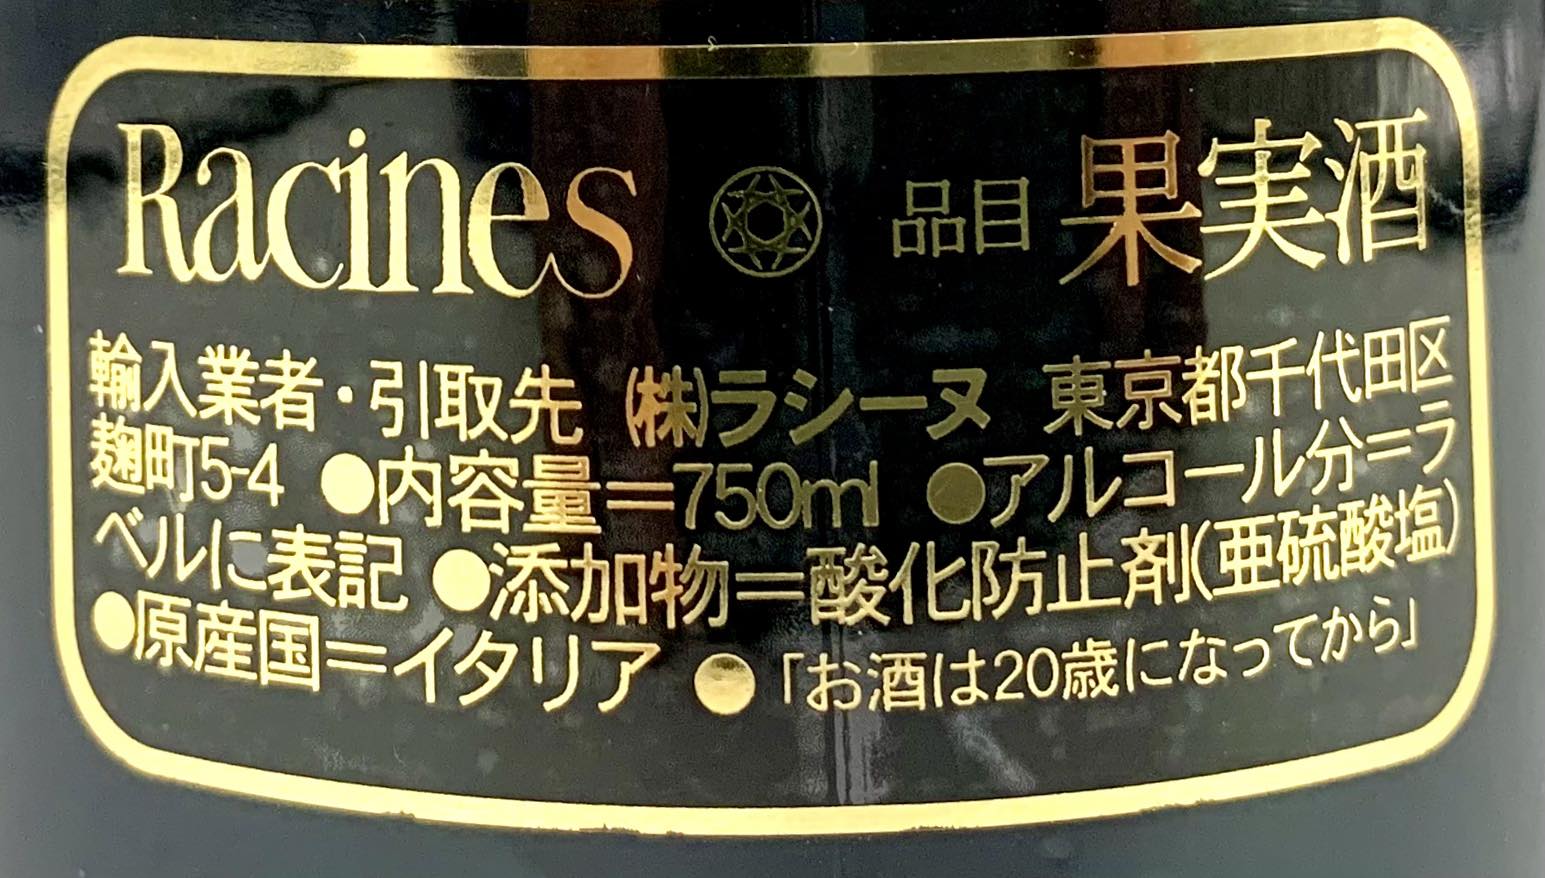 Racines 品目 果実酒
輸入業者・引取先 ㈱ラシーヌ 東京都千代田区
麹町5-4 ●内容量=750ml ●アルコール分=ラ
ベルに表記 ●添加物=酸化防止剤(亜硫酸塩)
●原産国=イタリア ●「お酒は20歳になってから」